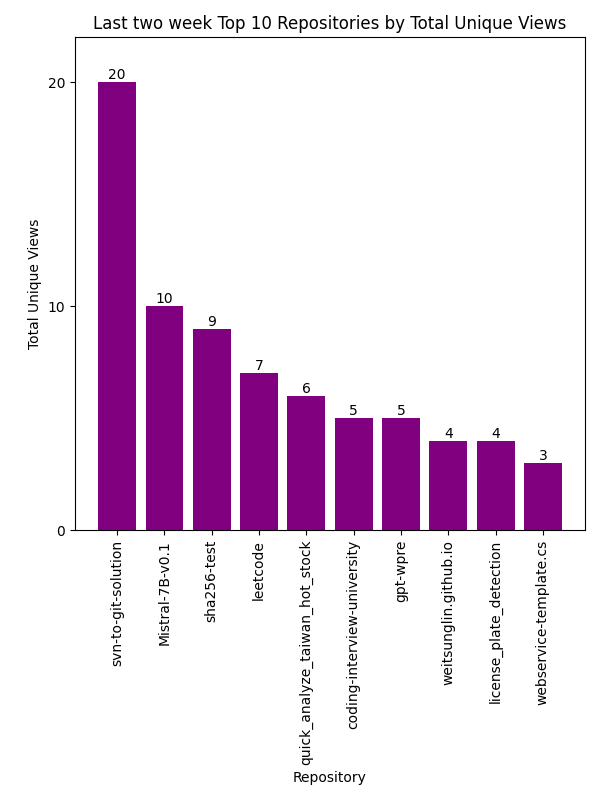 Last two week Top 10 Repositories by Total Unique Views
Total Unique Views
20
10
0
20
10
9
7
6
5
5
4
4
3
svn-to-git-solution
Mistral-7B-v0.1
sha256-test
leetcode
quick_analyze_taiwan_hot_stock
coding-interview-university
gpt-wpre
weitsunglin.github.io
license_plate_detection
webservice-template.cs
Repository